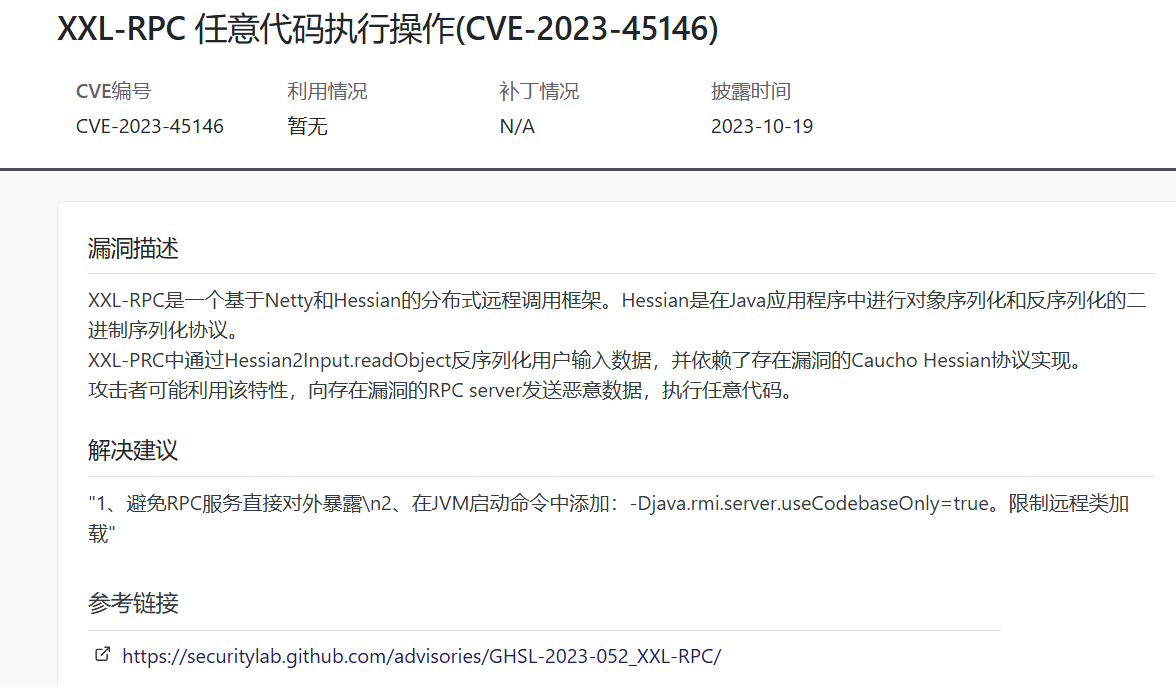 XXL-RPC 任意代码执行操作(CVE-2023-45146)
CVE编号 利用情况 补丁情况 披露时间
CVE-2023-45146 暂无 N/A 2023-10-19
漏洞描述
XXL-RPC是一个基于Netty和Hessian的分布式远程调用框架。Hessian是在Java应用程序中进行对象序列化和反序列化的二
进制序列化协议。
XXL-PRC中通过Hessian2Input.readObject反序列化用户输入数据，并依赖了存在漏洞的Caucho Hessian协议实现。
攻击者可能利用该特性，向存在漏洞的RPC server发送恶意数据，执行任意代码。
解决建议
"1、避免RPC服务直接对外暴露\n2、在JVM启动命令中添加：-Djava.rmi.server.useCodebaseOnly=true。限制远程类加
载"
参考链接
https://securitylab.github.com/advisories/GHSL-2023-052_XXL-RPC/